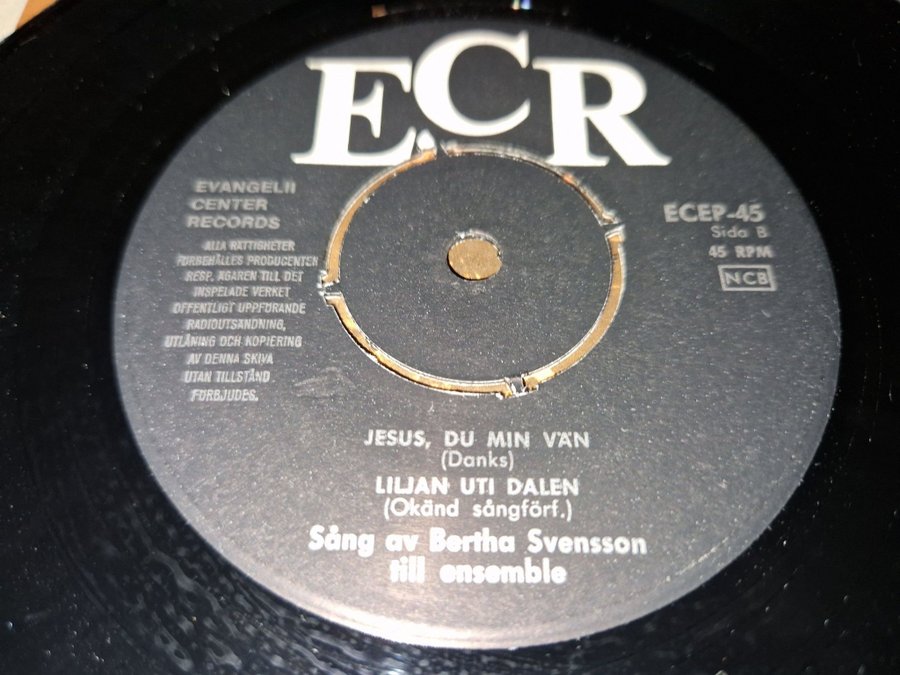 ECR
EVANGELII
CENTER
RECORDS
ALLA RÄTTIGHETER
FÖRBEHÅLLES PRODUCENTEN
RESP. ÄGAREN TILL DET
INSPELADE VERKET
OFFENTLIGT UPPFÖRANDE
RADIOUTSÄNDNING,
UTLÅNING OCH KOPIERING
AV DENNA SKIVA
UTAN TILLSTÅND
FÖRBJUDES.
ECEP-45
Sida B
45 RPM
NCB
JESUS, DU MIN VÄN
(Danks)
LILJAN UTI DALEN
(Okänd sångförf.)
Sång av Bertha Svensson
till ensemble